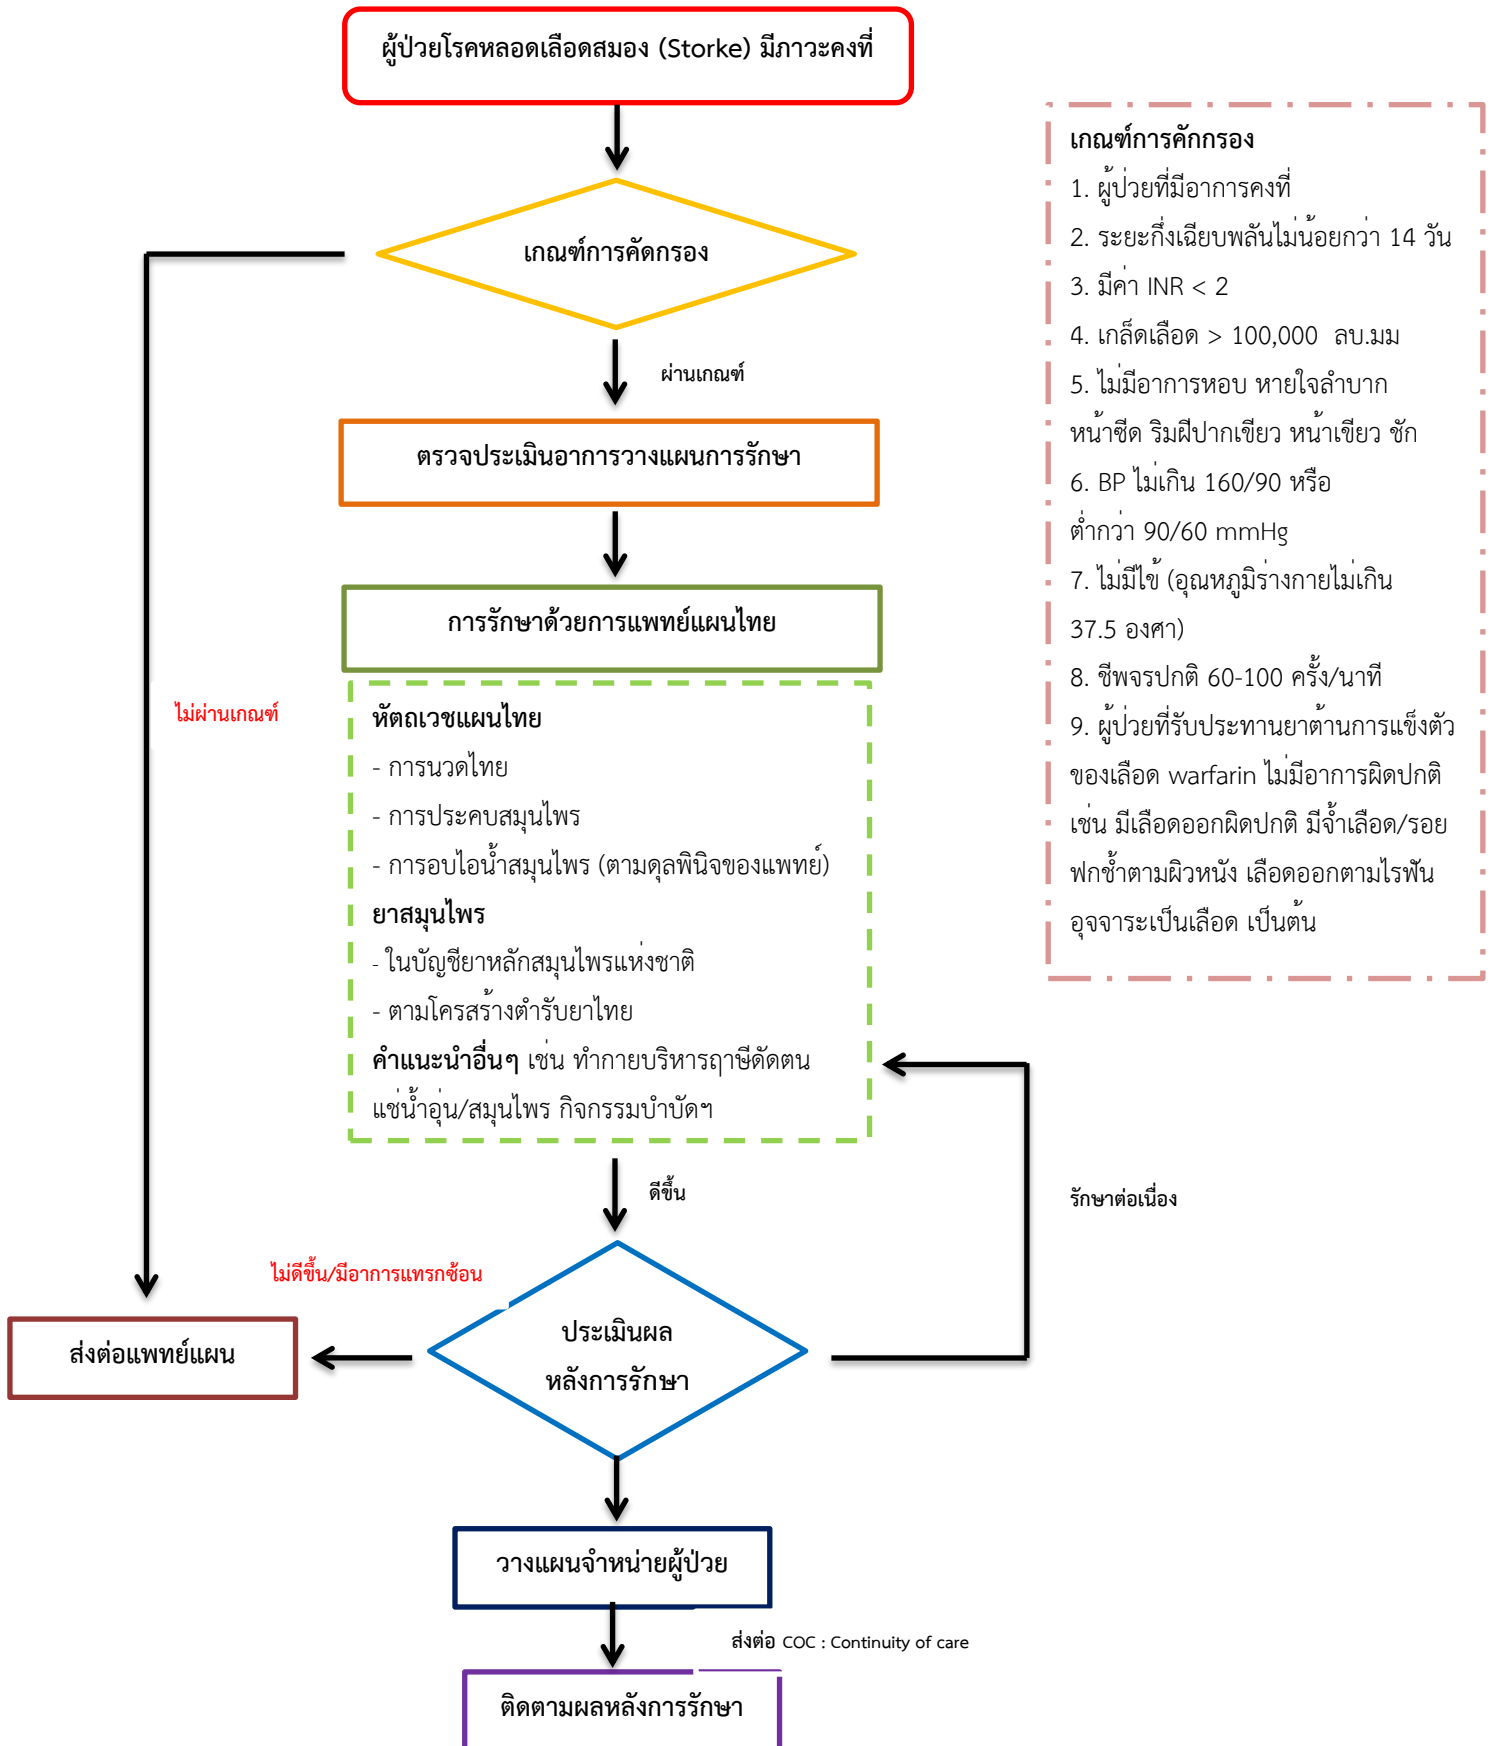 ผู้ป่วยโรคหลอดเลือดสมอง (Storke) มีภาวะคงที่
เกณฑ์การคัดกรอง
ผ่านเกณฑ์
ตรวจประเมินอาการวางแผนการรักษา
การรักษาด้วยการแพทย์แผนไทย
ไม่ผ่านเกณฑ์
หัตถเวชแผนไทย
- การนวดไทย
- การประคบสมุนไพร
- การอบไอน้ำสมุนไพร (ตามดุลพินิจของแพทย์)
ยาสมุนไพร
- ในบัญชียาหลักสมุนไพรแห่งชาติ
- ตามโครสร้างตำรับยาไทย
คำแนะนำอื่นๆ เช่น ทำกายบริหารฤาษีดัดตน
แช่น้ำอุ่น/สมุนไพร กิจกรรมบำบัดฯ
ดีขึ้น
รักษาต่อเนื่อง
ไม่ดีขึ้น/มีอาการแทรกซ้อน
ส่งต่อแพทย์แผน
ประเมินผล
หลังการรักษา
วางแผนจำหน่ายผู้ป่วย
ส่งต่อ COC : Continuity of care
ติดตามผลหลังการรักษา
เกณฑ์การคักกรอง
1. ผู้ป่วยที่มีอาการคงที่
2. ระยะกึ่งเฉียบพลันไม่น้อยกว่า 14 วัน
3. มีค่า INR < 2
4. เกล็ดเลือด > 100,000 ลบ.มม
5. ไม่มีอาการหอบ หายใจลำบาก
หน้าซีด ริมฝีปากเขียว หน้าเขียว ชัก
6. BP ไม่เกิน 160/90 หรือ
ต่ำกว่า 90/60 mmHg
7. ไม่มีไข้ (อุณหภูมิร่างกายไม่เกิน
37.5 องศา)
8. ชีพจรปกติ 60-100 ครั้ง/นาที
9. ผู้ป่วยที่รับประทานยาต้านการแข็งตัว
ของเลือด warfarin ไม่มีอาการผิดปกติ
เช่น มีเลือดออกผิดปกติ มีจ้ำเลือด/รอย
ฟกช้ำตามผิวหนัง เลือดออกตามไรฟัน
อุจจาระเป็นเลือด เป็นต้น